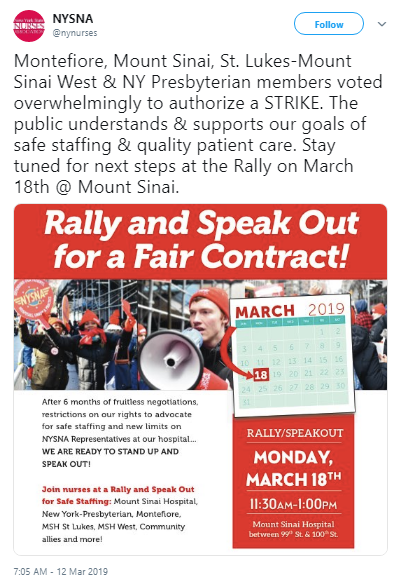 New York State
NURSES
ASSOCIATION
NYSNA
@nynurses
Follow
Montefiore, Mount Sinai, St. Lukes-Mount
Sinai West & NY Presbyterian members voted
overwhelmingly to authorize a STRIKE. The
public understands & supports our goals of
safe staffing & quality patient care. Stay
tuned for next steps at the Rally on March
18th @ Mount Sinai.
Rally and Speak Out
for a Fair Contract!
NYSNA
MARCH 2019
3 4 5 6 7 8 9
10 11 12 13 14 15 16
18 19 20 21 22 23
24 25 26 27 28 29 30
31
After 6 months of fruitless negotiations,
restrictions on our rights to advocate
for safe staffing and new limits on
NYSNA Representatives at our hospital...
WE ARE READY TO STAND UP AND
SPEAK OUT!
Join nurses at a Rally and Speak Out
for Safe Staffing: Mount Sinai Hospital,
New York-Presbyterian, Montefiore,
MSH St Lukes, MSH West, Community
allies and more!
RALLY/SPEAKOUT
MONDAY,
MARCH 18TH
11:30AM-1:00PM
Mount Sinai Hospital
between 99th St. & 100th St.
7:05 AM - 12 Mar 2019